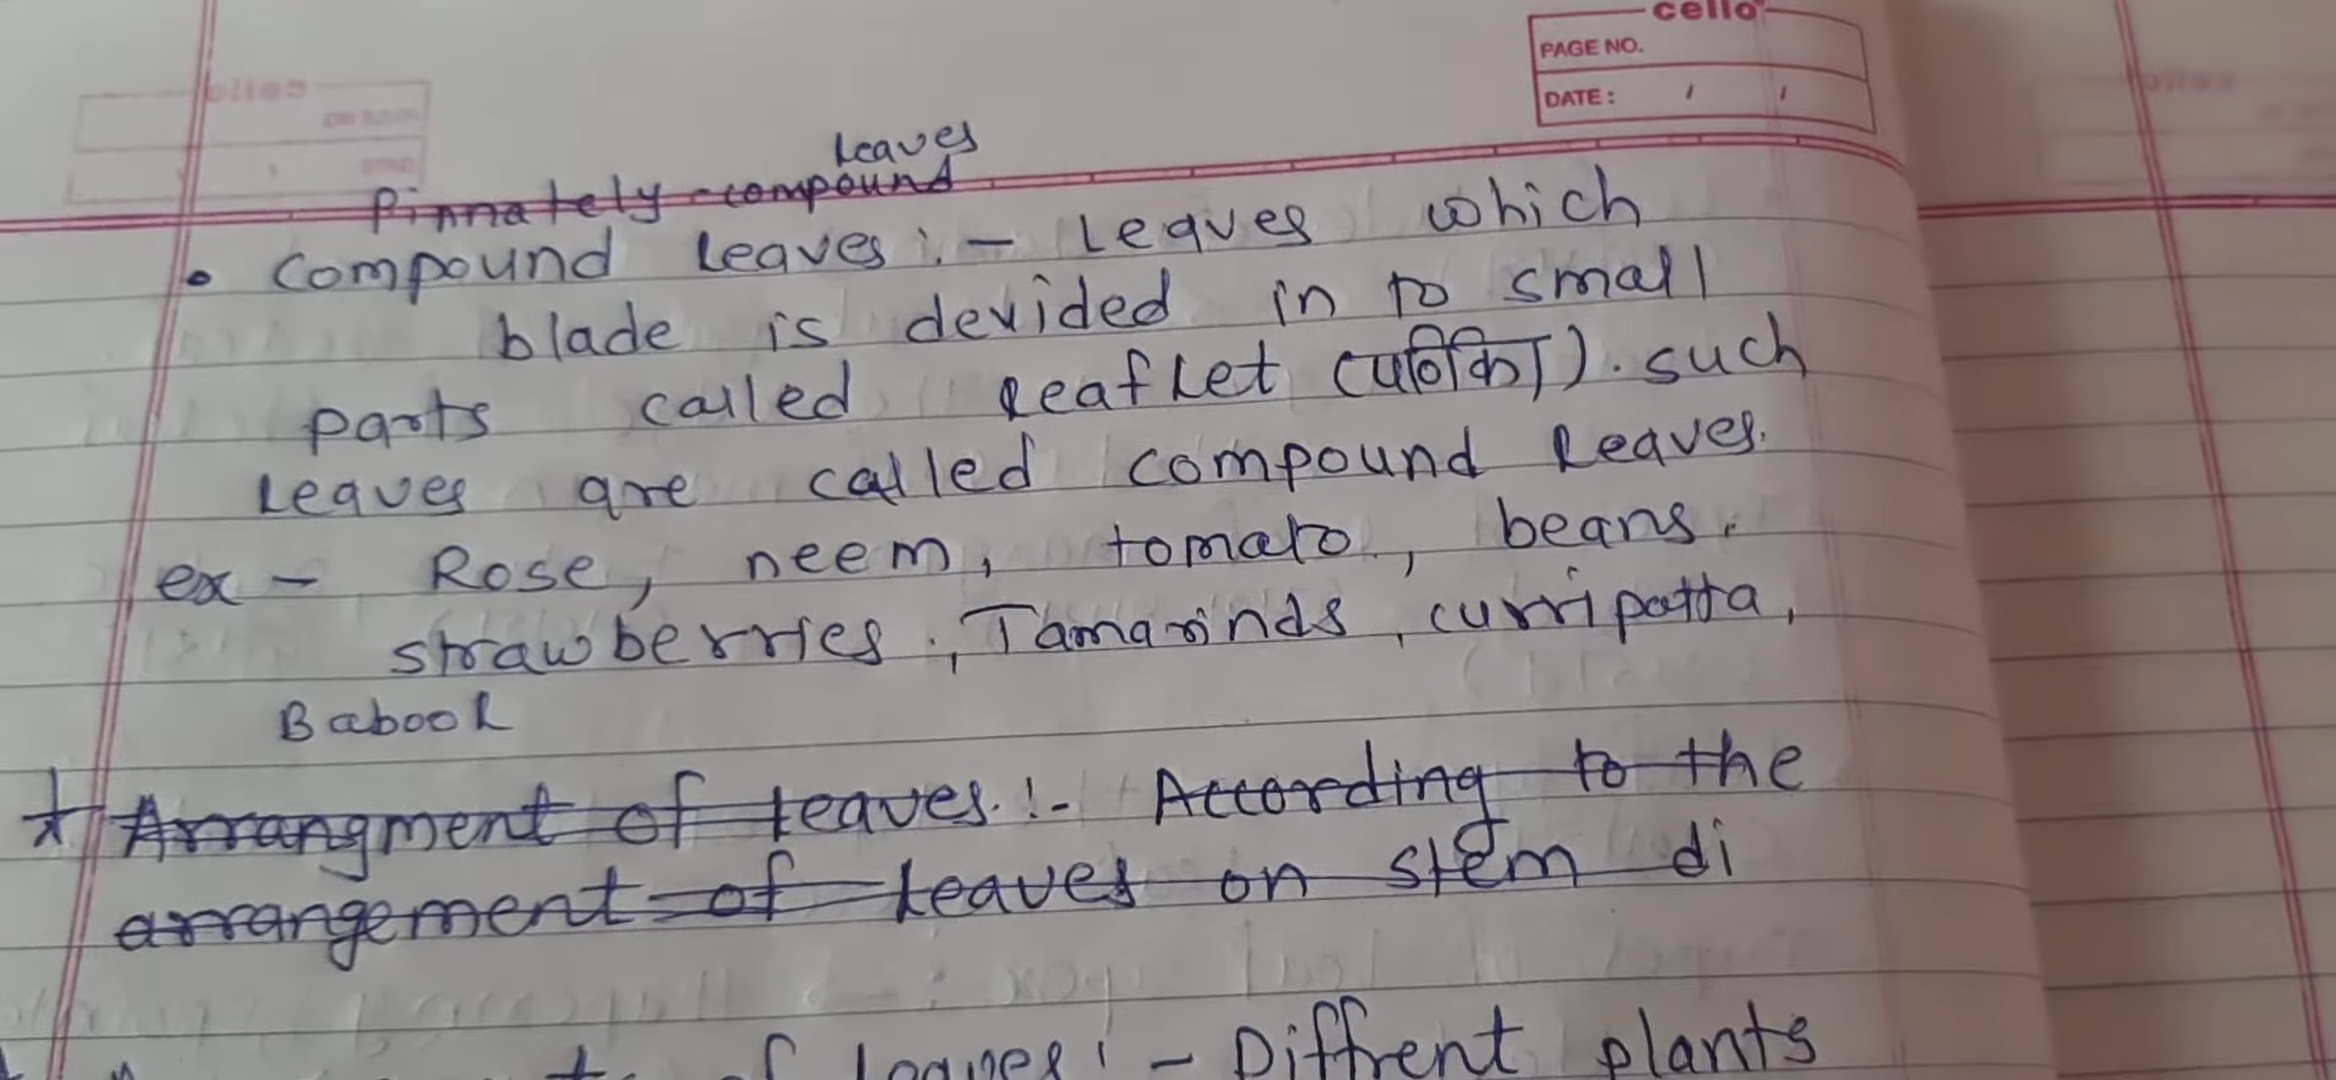 cello
PAGE NO.
DATE: / /
Leaves
Pinnately compound
• Compound Leaves :- Leaves which
blade is devided in to small
parts called leaflet ( ). such
Leaves are called compound leaves.
ex - Rose, neem, tomato, beans.
strawberries, Tamarinds, curripatta,
Babool
* Arrangment of leaves. :- According to the
arrangement of leaves on stem di
of leaves :- Diffrent plants